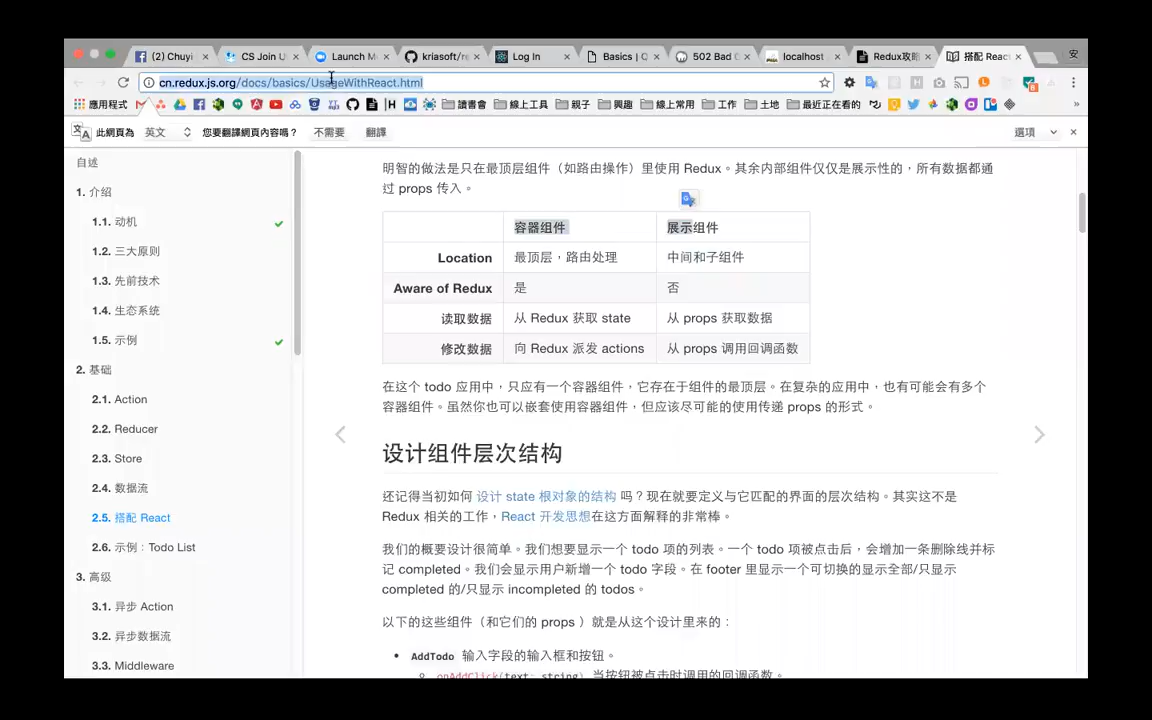 (2) Chuyi
CS Join U
Launch M
kriasoft/re
Log In
Basics | C
502 Bad G
localhost
Redux攻略
搭配 Reac
安
cn.redux.js.org/docs/basics/UsageWithReact.html
應用程式
讀書會
線上工具
親子
興趣
線上常用
工作
土地
最近正在看的
»
此網頁為
英文
您要翻譯網頁內容嗎？
不需要
翻譯
選項
自述
1. 介绍
1.1. 动机
1.2. 三大原则
1.3. 先前技术
1.4. 生态系统
1.5. 示例
2. 基础
2.1. Action
2.2. Reducer
2.3. Store
2.4. 数据流
2.5. 搭配 React
2.6. 示例：Todo List
3. 高级
3.1. 异步 Action
3.2. 异步数据流
3.3. Middleware
明智的做法是只在最顶层组件（如路由操作）里使用 Redux。其余内部组件仅仅是展示性的，所有数据都通
过 props 传入。
容器组件 展示组件
Location 最顶层，路由处理 中间和子组件
Aware of Redux 是 否
读取数据 从 Redux 获取 state 从 props 获取数据
修改数据 向 Redux 派发 actions 从 props 调用回调函数
在这个 todo 应用中，只应有一个容器组件，它存在于组件的最顶层。在复杂的应用中，也有可能会有多个
容器组件。虽然你也可以嵌套使用容器组件，但应该尽可能的使用传递 props 的形式。
设计组件层次结构
还记得当初如何 设计 state 根对象的结构 吗？现在就要定义与它匹配的界面的层次结构。其实这不是
Redux 相关的工作，React 开发思想在这方面解释的非常棒。
我们的概要设计很简单。我们想要显示一个 todo 项的列表。一个 todo 项被点击后，会增加一条删除线并标
记 completed。我们会显示用户新增一个 todo 字段。在 footer 里显示一个可切换的显示全部/只显示
completed 的/只显示 incompleted 的 todos。
以下的这些组件（和它们的 props ）就是从这个设计里来的：
• AddTodo 输入字段的输入框和按钮。
onAddClick(text: string) 当按钮被点击时调用的回调函数。